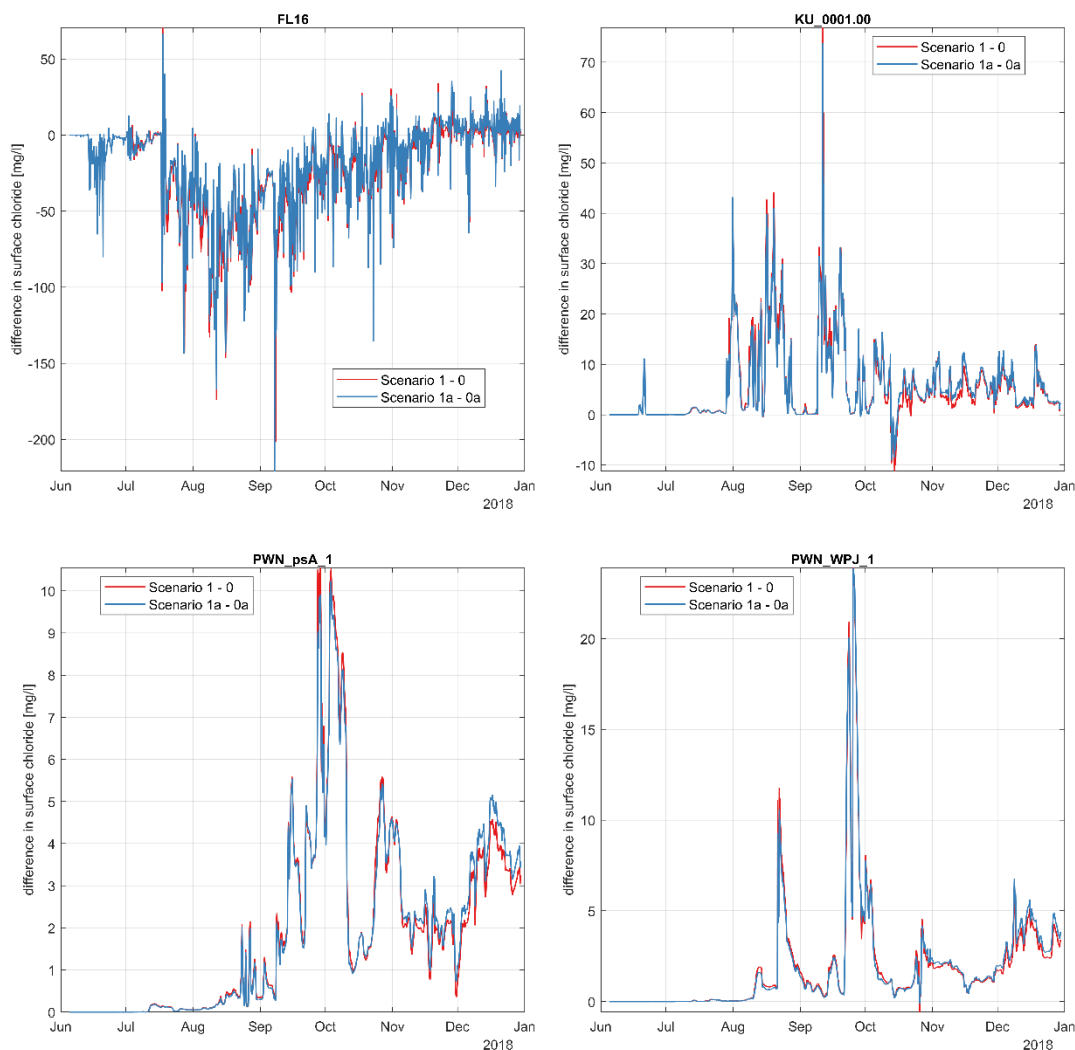 FL16
difference in surface chloride [mg/l]
50
0
-50
-100
-150
-200
Scenario 1 - 0
Scenario 1a - 0a
Jun Jul Aug Sep Oct Nov Dec Jan
2018
KU_0001.00
difference in surface chloride [mg/l]
70
60
50
40
30
20
10
0
-10
Scenario 1 - 0
Scenario 1a - 0a
Jun Jul Aug Sep Oct Nov Dec Jan
2018
PWN_psA_1
difference in surface chloride [mg/l]
10
9
8
7
6
5
4
3
2
1
0
Scenario 1 - 0
Scenario 1a - 0a
Jun Jul Aug Sep Oct Nov Dec Jan
2018
PWN_WPJ_1
difference in surface chloride [mg/l]
20
15
10
5
0
Scenario 1 - 0
Scenario 1a - 0a
Jun Jul Aug Sep Oct Nov Dec Jan
2018